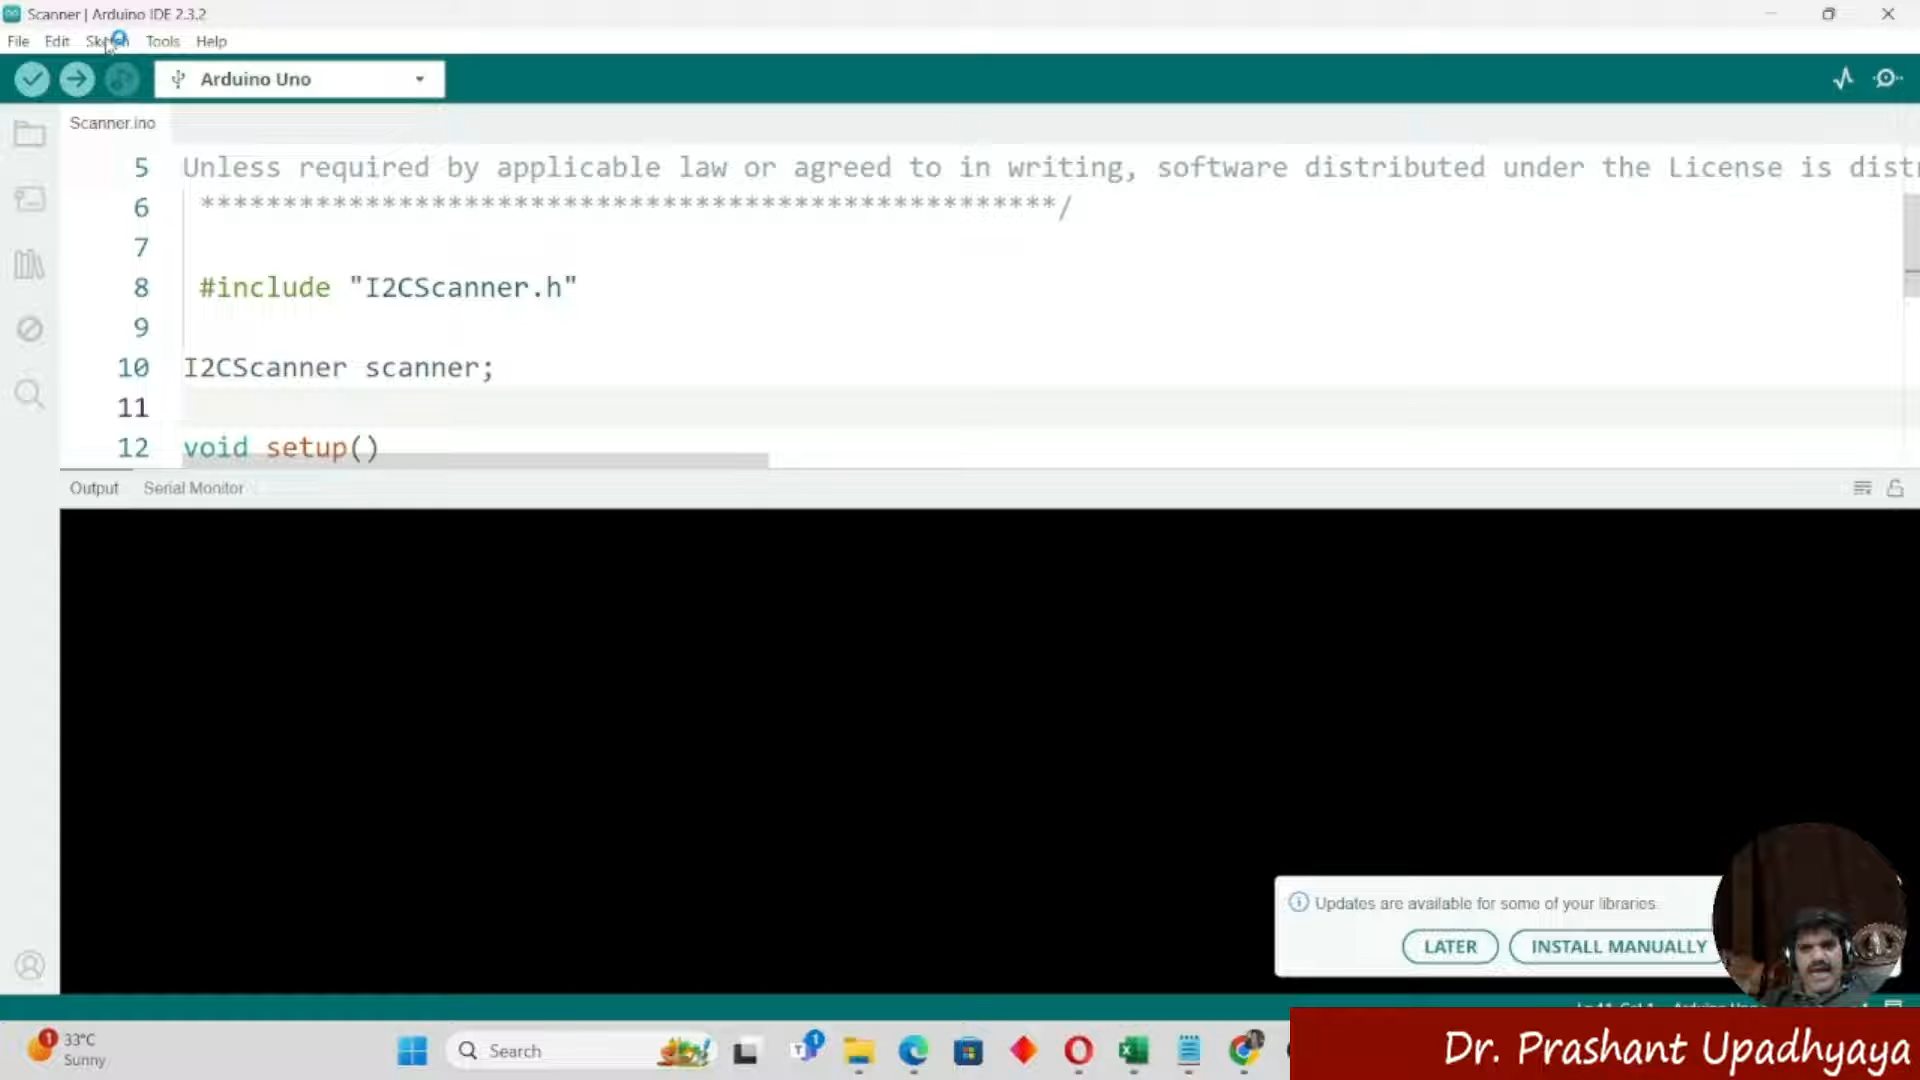 Scanner | Arduino IDE 2.3.2
File Edit Sketch Tools Help
Arduino Uno
Scanner.ino
5 Unless required by applicable law or agreed to in writing, software distributed under the License is dist
6 ****************************************************/
7
8 #include "I2CScanner.h"
9
10 I2CScanner scanner;
11
12 void setup()
Output Serial Monitor
Updates are available for some of your libraries.
LATER INSTALL MANUALLY
1 33°C
Sunny
Search
1
Dr. Prashant Upadhyaya